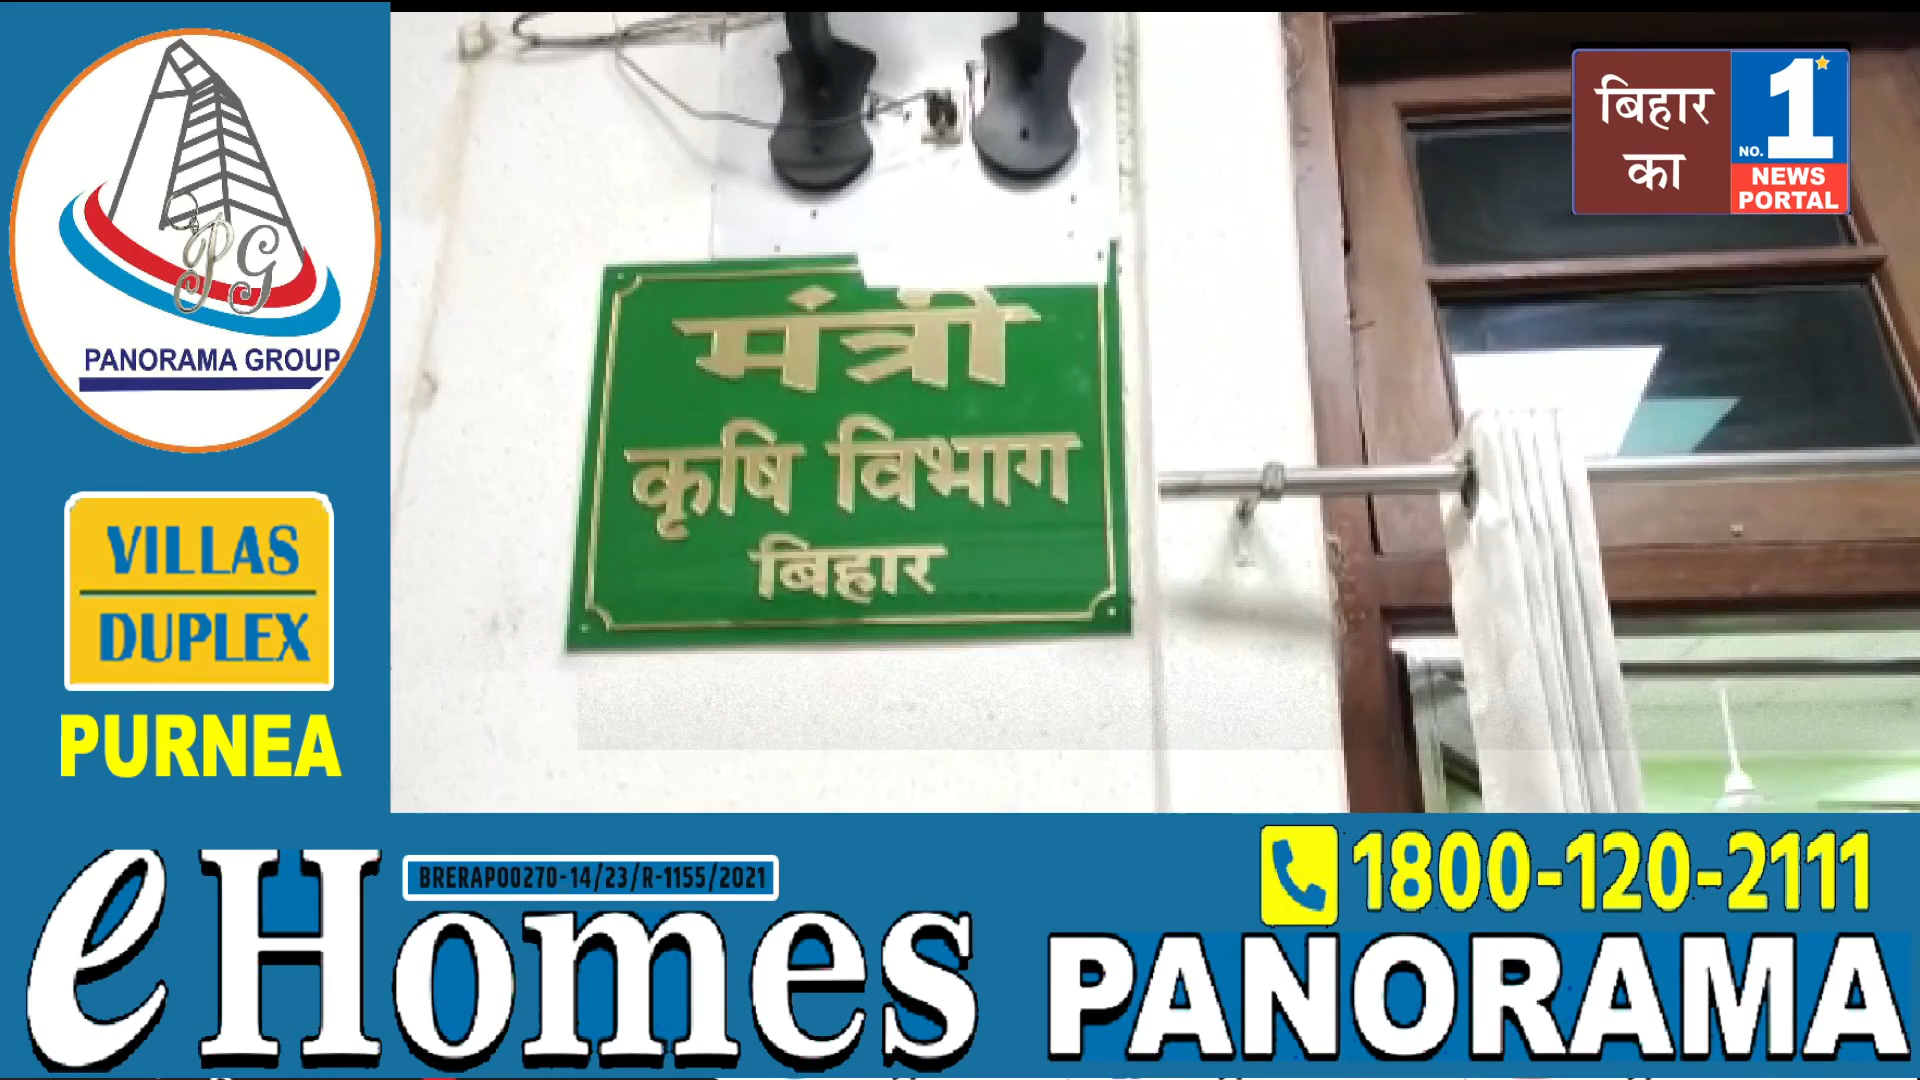 PG
PANORAMA GROUP
VILLAS
DUPLEX
PURNEA
मंत्री
कृषि विभाग
बिहार
बिहार
का
NO. 1
NEWS
PORTAL
BRERAP00270-14/23/R-1155/2021
eHomes
1800-120-2111
PANORAMA